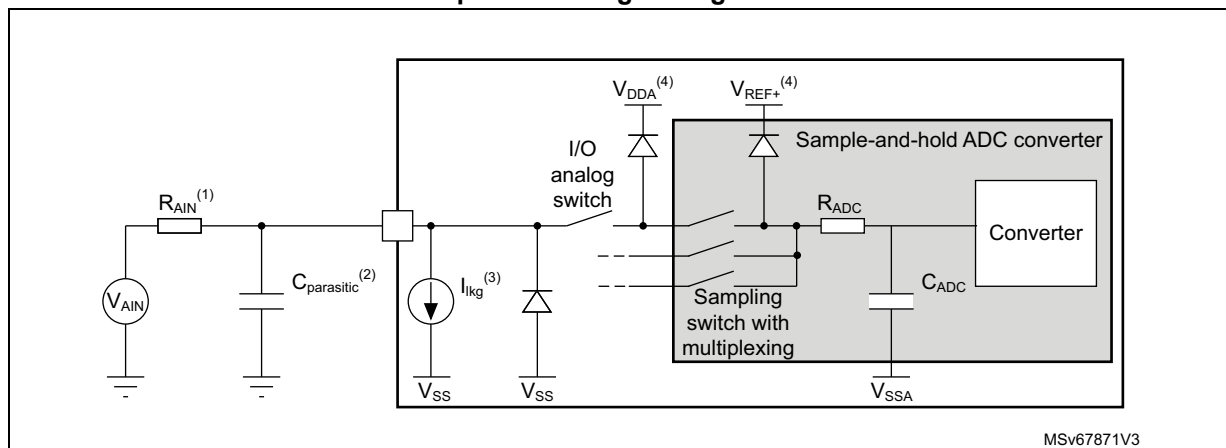 V_DDA^(4)
V_REF+^(4)
Sample-and-hold ADC converter
I/O
analog
switch
R_AIN^(1)
R_ADC
Converter
C_parasitic^(2)
I_lkg^(3)
V_AIN
C_ADC
Sampling
switch with
multiplexing
V_SS
V_SS
V_SSA
MSv67871V3